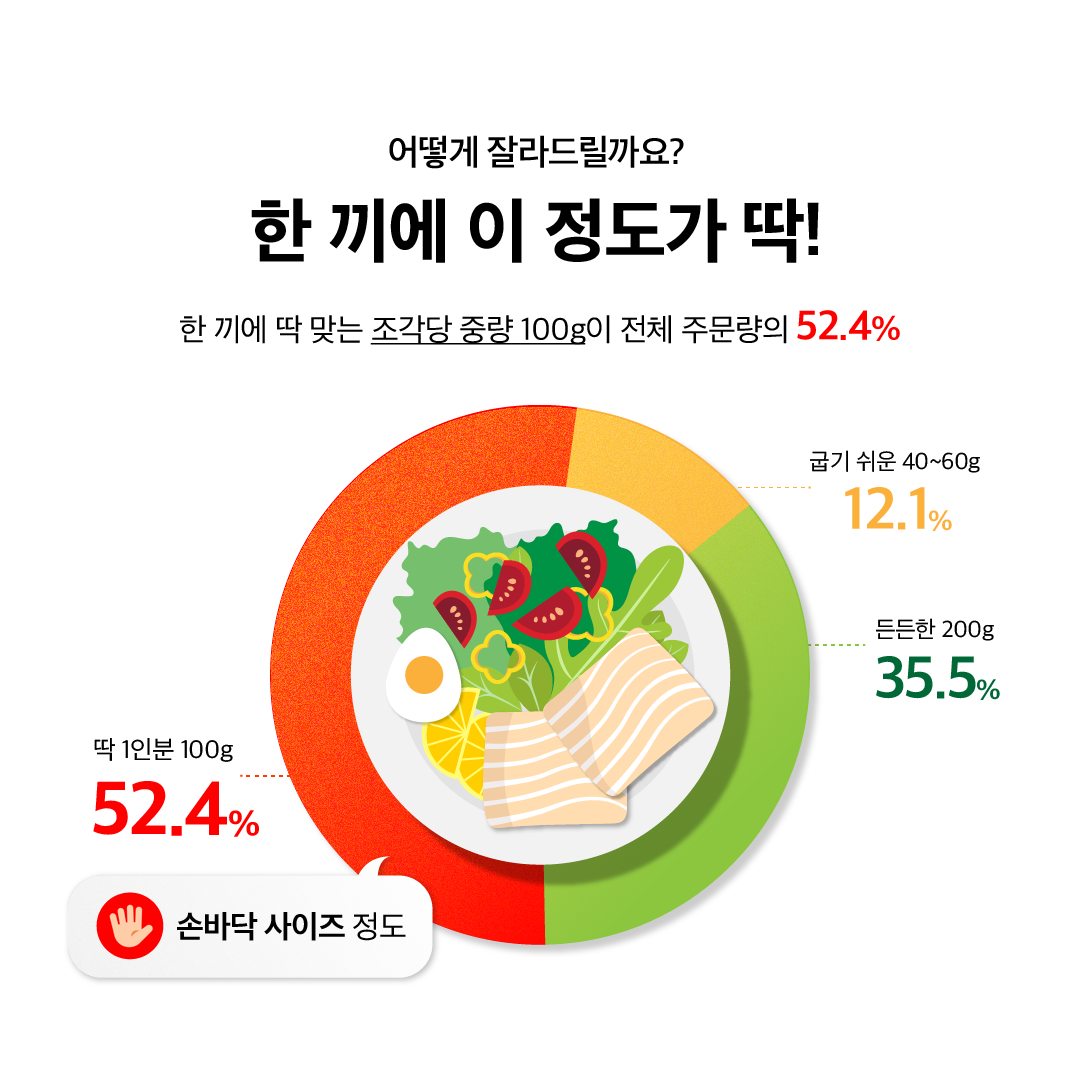 어떻게 잘라드릴까요?
한 끼에 이 정도가 딱!
한 끼에 딱 맞는 조각당 중량 100g이 전체 주문량의 52.4%
굽기 쉬운 40~60g
12.1%
든든한 200g
35.5%
딱 1인분 100g
52.4%
손바닥 사이즈 정도